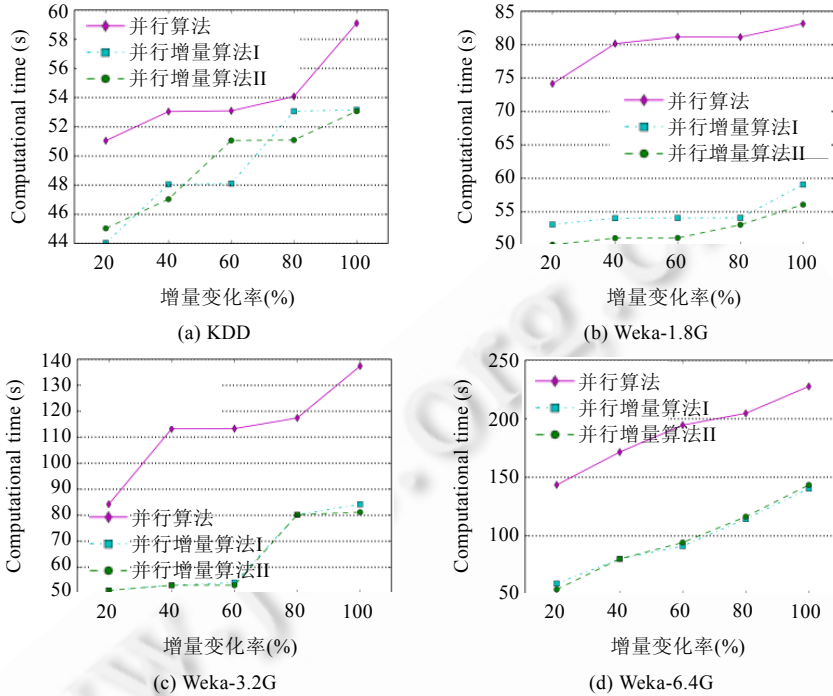 60
58
56
54
52
50
48
46
44
Computational time (s)
并行算法
并行增量算法I
并行增量算法II
20 40 60 80 100
增量变化率(%)
(a) KDD
85
80
75
70
65
60
55
50
Computational time (s)
并行算法
并行增量算法I
并行增量算法II
20 40 60 80 100
增量变化率(%)
(b) Weka-1.8G
140
130
120
110
100
90
80
70
60
50
Computational time (s)
并行算法
并行增量算法I
并行增量算法II
20 40 60 80 100
增量变化率(%)
(c) Weka-3.2G
250
200
150
100
50
Computational time (s)
并行算法
并行增量算法I
并行增量算法II
20 40 60 80 100
增量变化率(%)
(d) Weka-6.4G